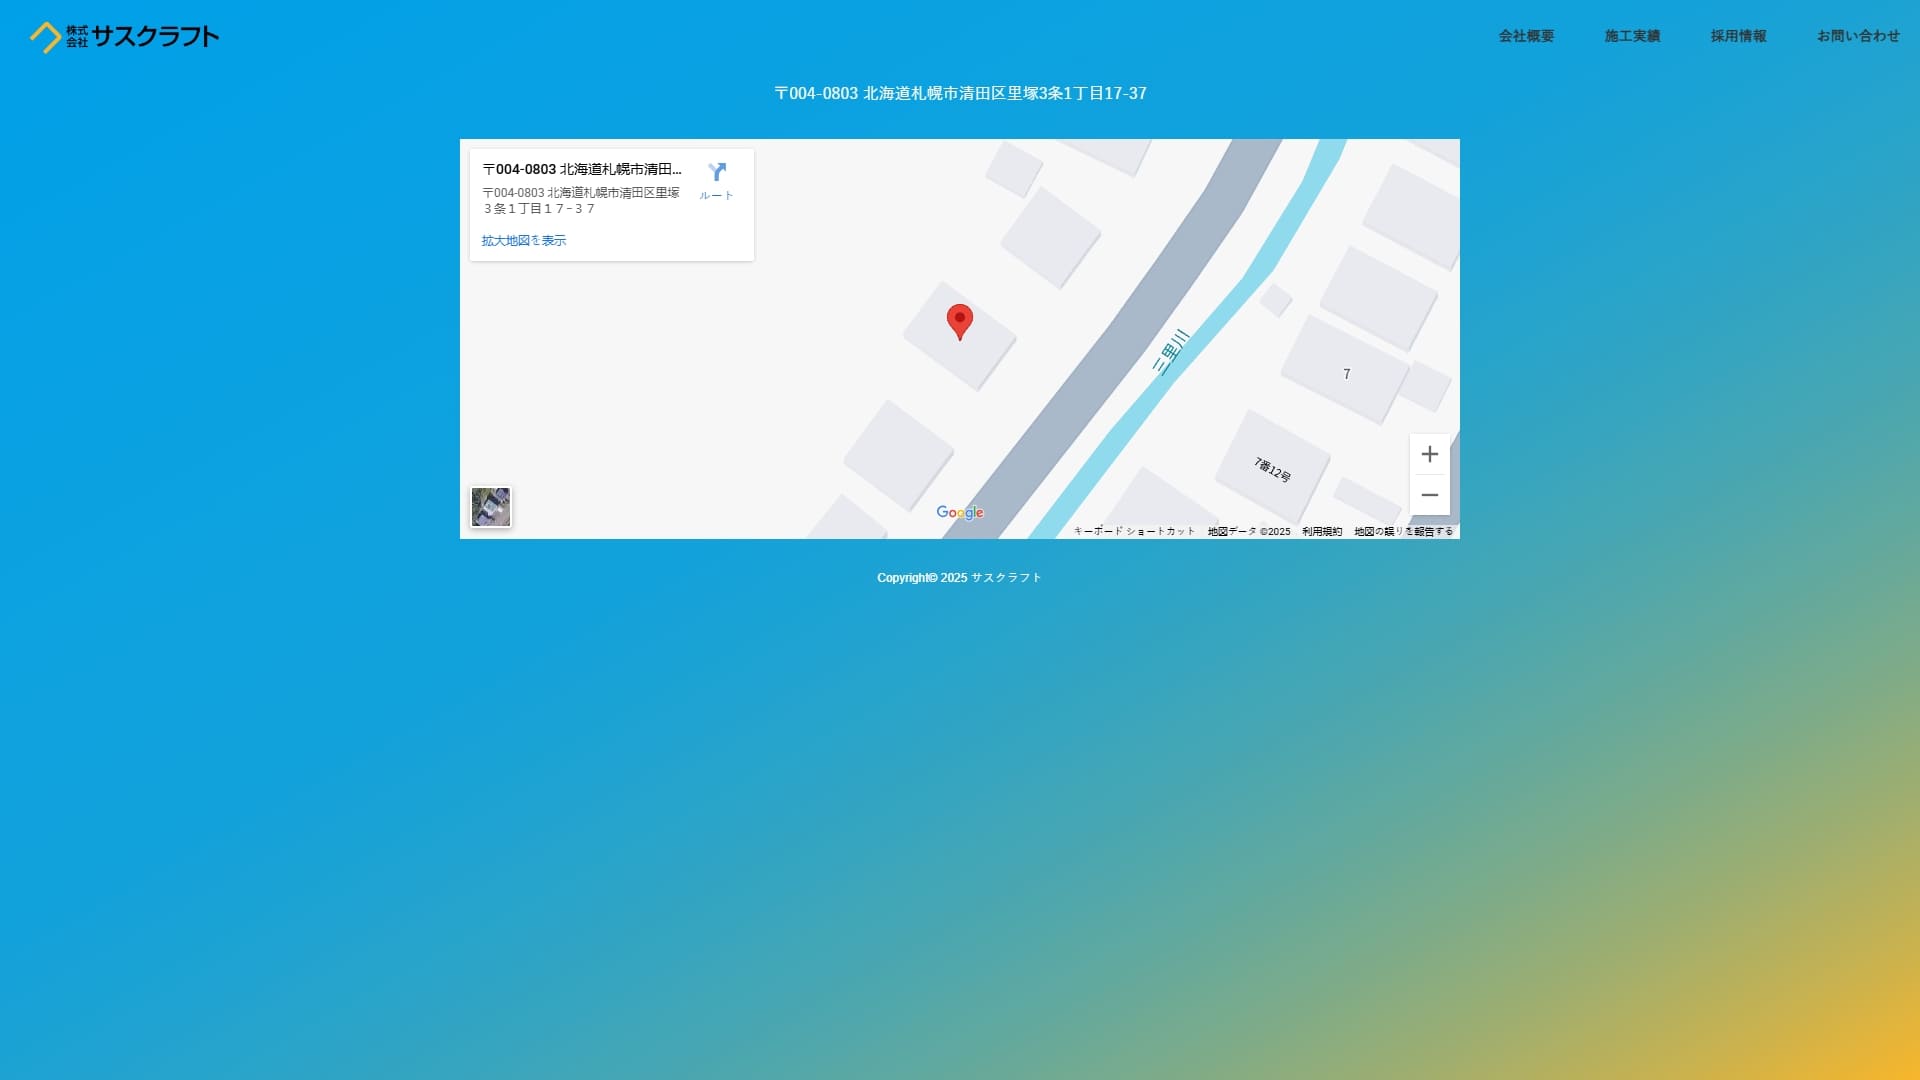 株式会社サスクラフト
会社概要
施工実績
採用情報
お問い合わせ
〒004-0803 北海道札幌市清田区里塚3条1丁目17-37
〒004-0803 北海道札幌市清田...
〒004-0803 北海道札幌市清田区里塚
３条１丁目１７−３７
ルート
拡大地図を表示
三里川
7
7番12号
Google
キーボード ショートカット
地図データ ©2025
利用規約
地図の誤りを報告する
Copyright© 2025 サスクラフト